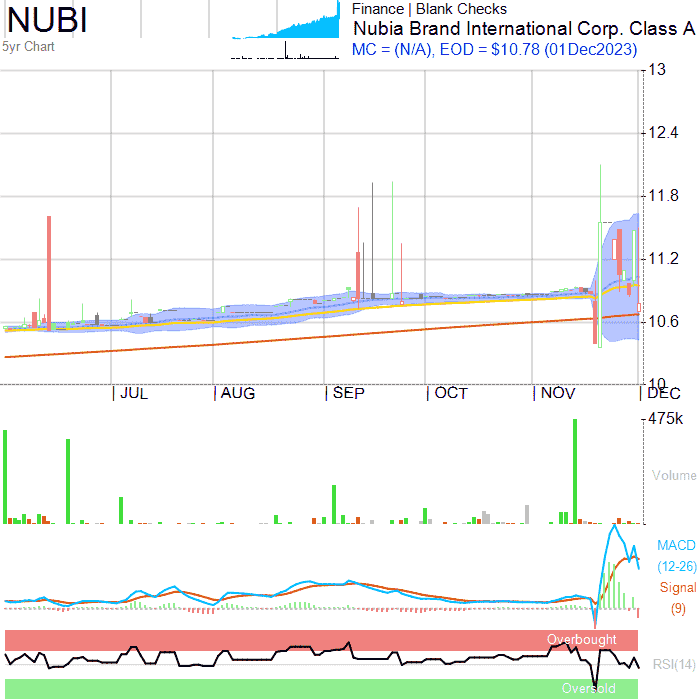 NUBI
5yr Chart
Finance | Blank Checks
Nubia Brand International Corp. Class A
MC = (N/A), EOD = $10.78 (01Dec2023)
13
12.4
11.8
11.2
10.6
10
JUL AUG SEP OCT NOV DEC
475k
Volume
MACD
(12-26)
Signal
(9)
Overbought
RSI(14)
Oversold